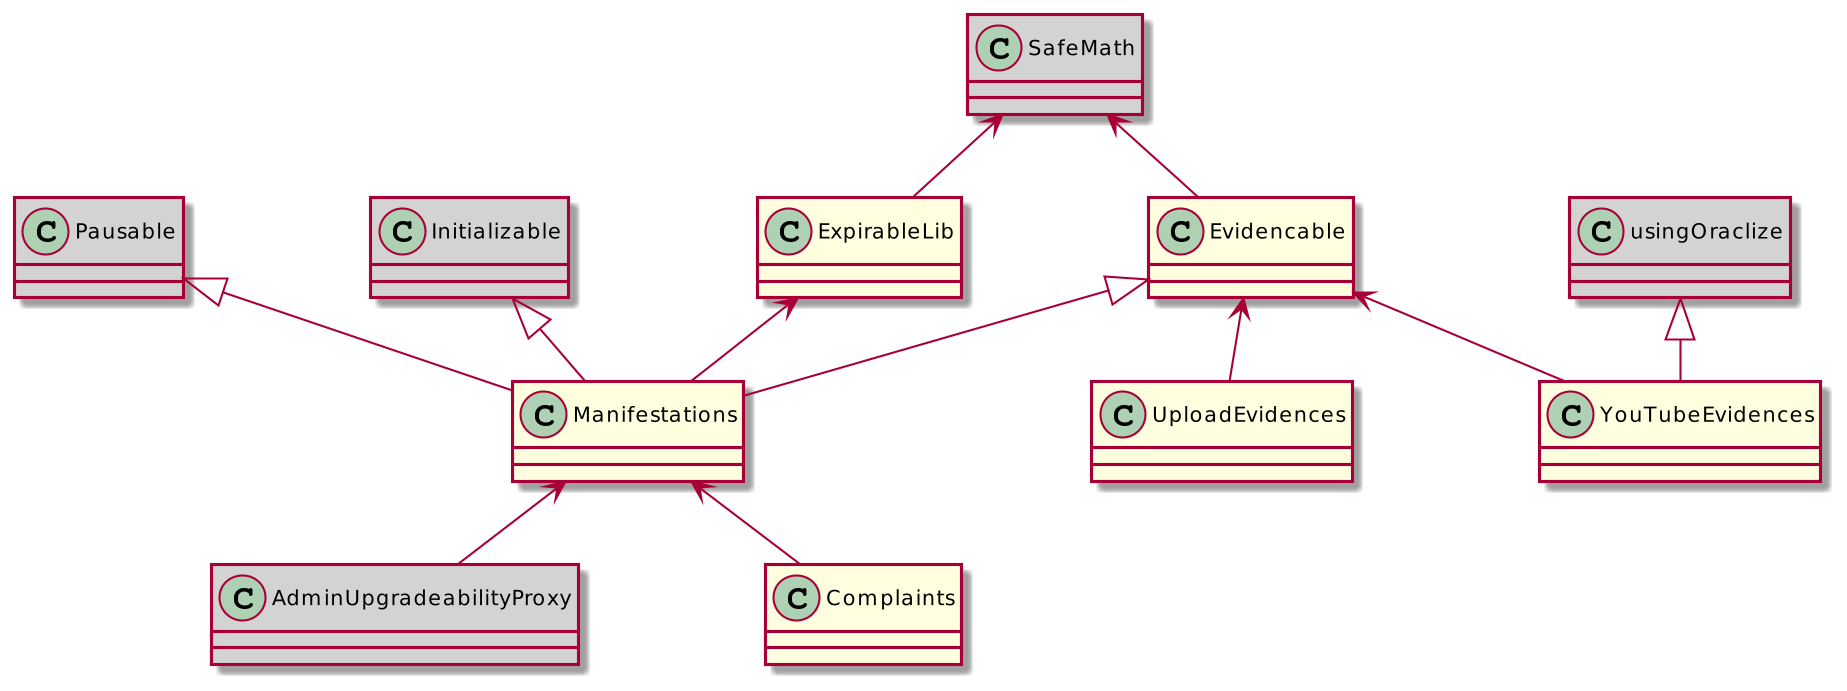 C SafeMath
C Pausable
C Initializable
C ExpirableLib
C Evidencable
C usingOraclize
C Manifestations
C UploadEvidences
C YouTubeEvidences
C AdminUpgradeabilityProxy
C Complaints